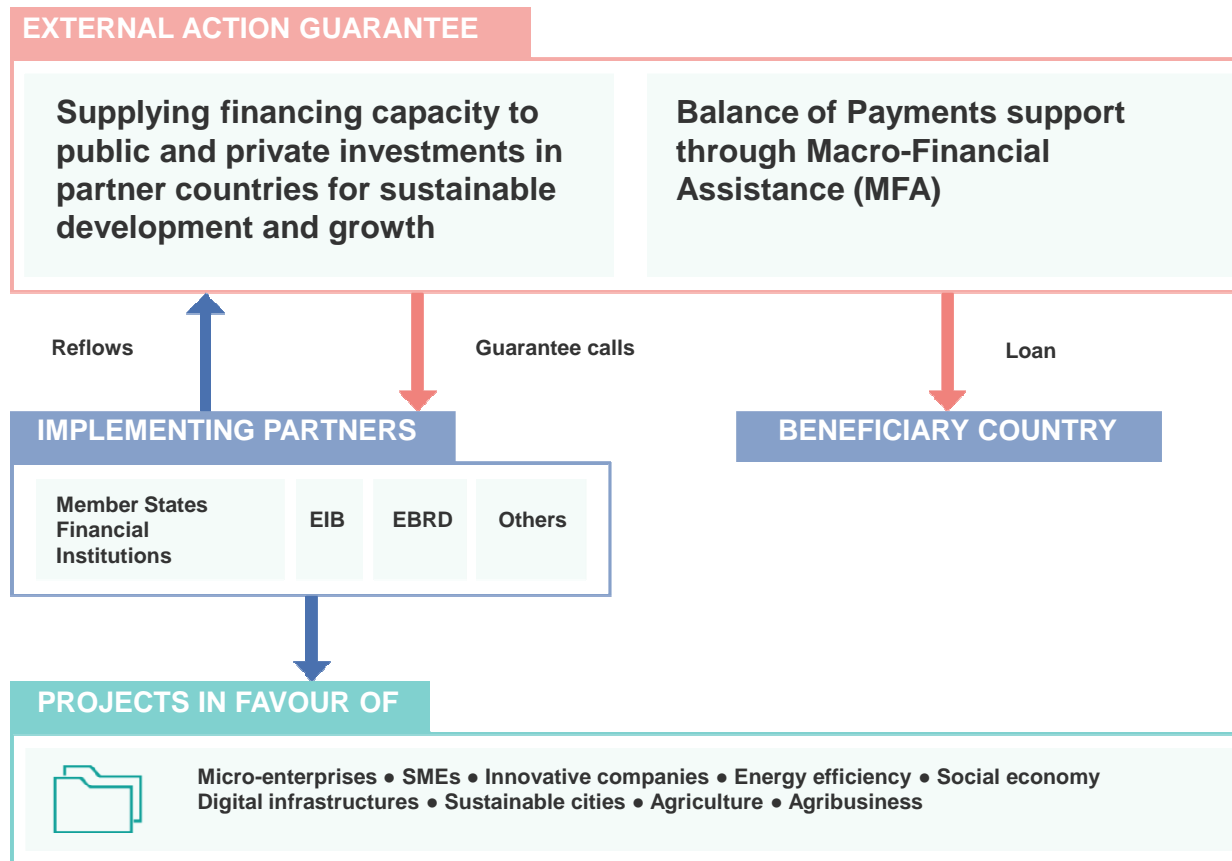 EXTERNAL ACTION GUARANTEE
Supplying financing capacity to
public and private investments in
partner countries for sustainable
development and growth
Balance of Payments support
through Macro-Financial
Assistance (MFA)
Reflows
Guarantee calls
Loan
IMPLEMENTING PARTNERS
BENEFICIARY COUNTRY
Member States
Financial
Institutions
EIB
EBRD
Others
PROJECTS IN FAVOUR OF
Micro-enterprises ● SMEs ● Innovative companies ● Energy efficiency ● Social economy
Digital infrastructures ● Sustainable cities ● Agriculture ● Agribusiness